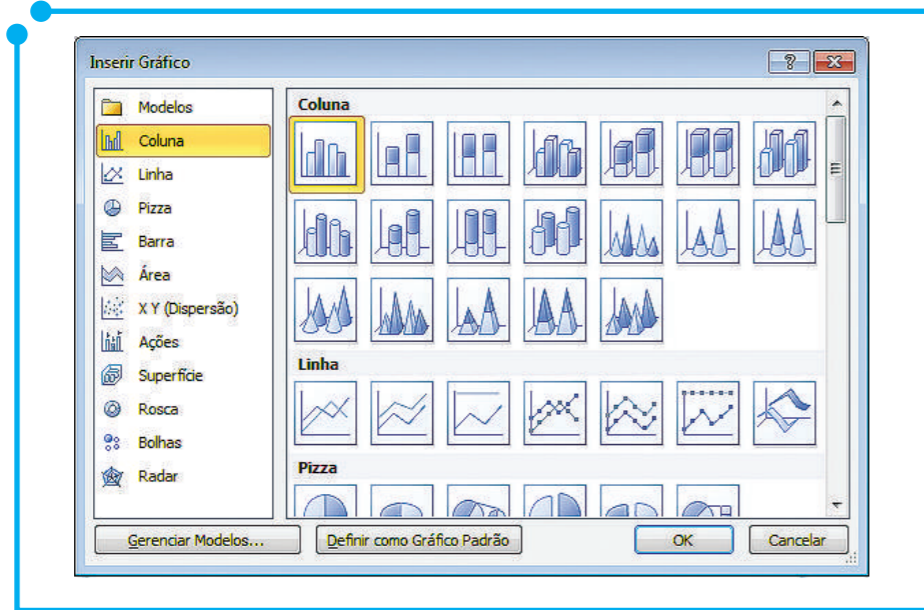 Inserir Gráfico
Modelos
Coluna
Linha
Pizza
Barra
Área
X Y (Dispersão)
Ações
Superfície
Rosca
Bolhas
Radar
Coluna
Linha
Pizza
Gerenciar Modelos...
Definir como Gráfico Padrão
OK
Cancelar